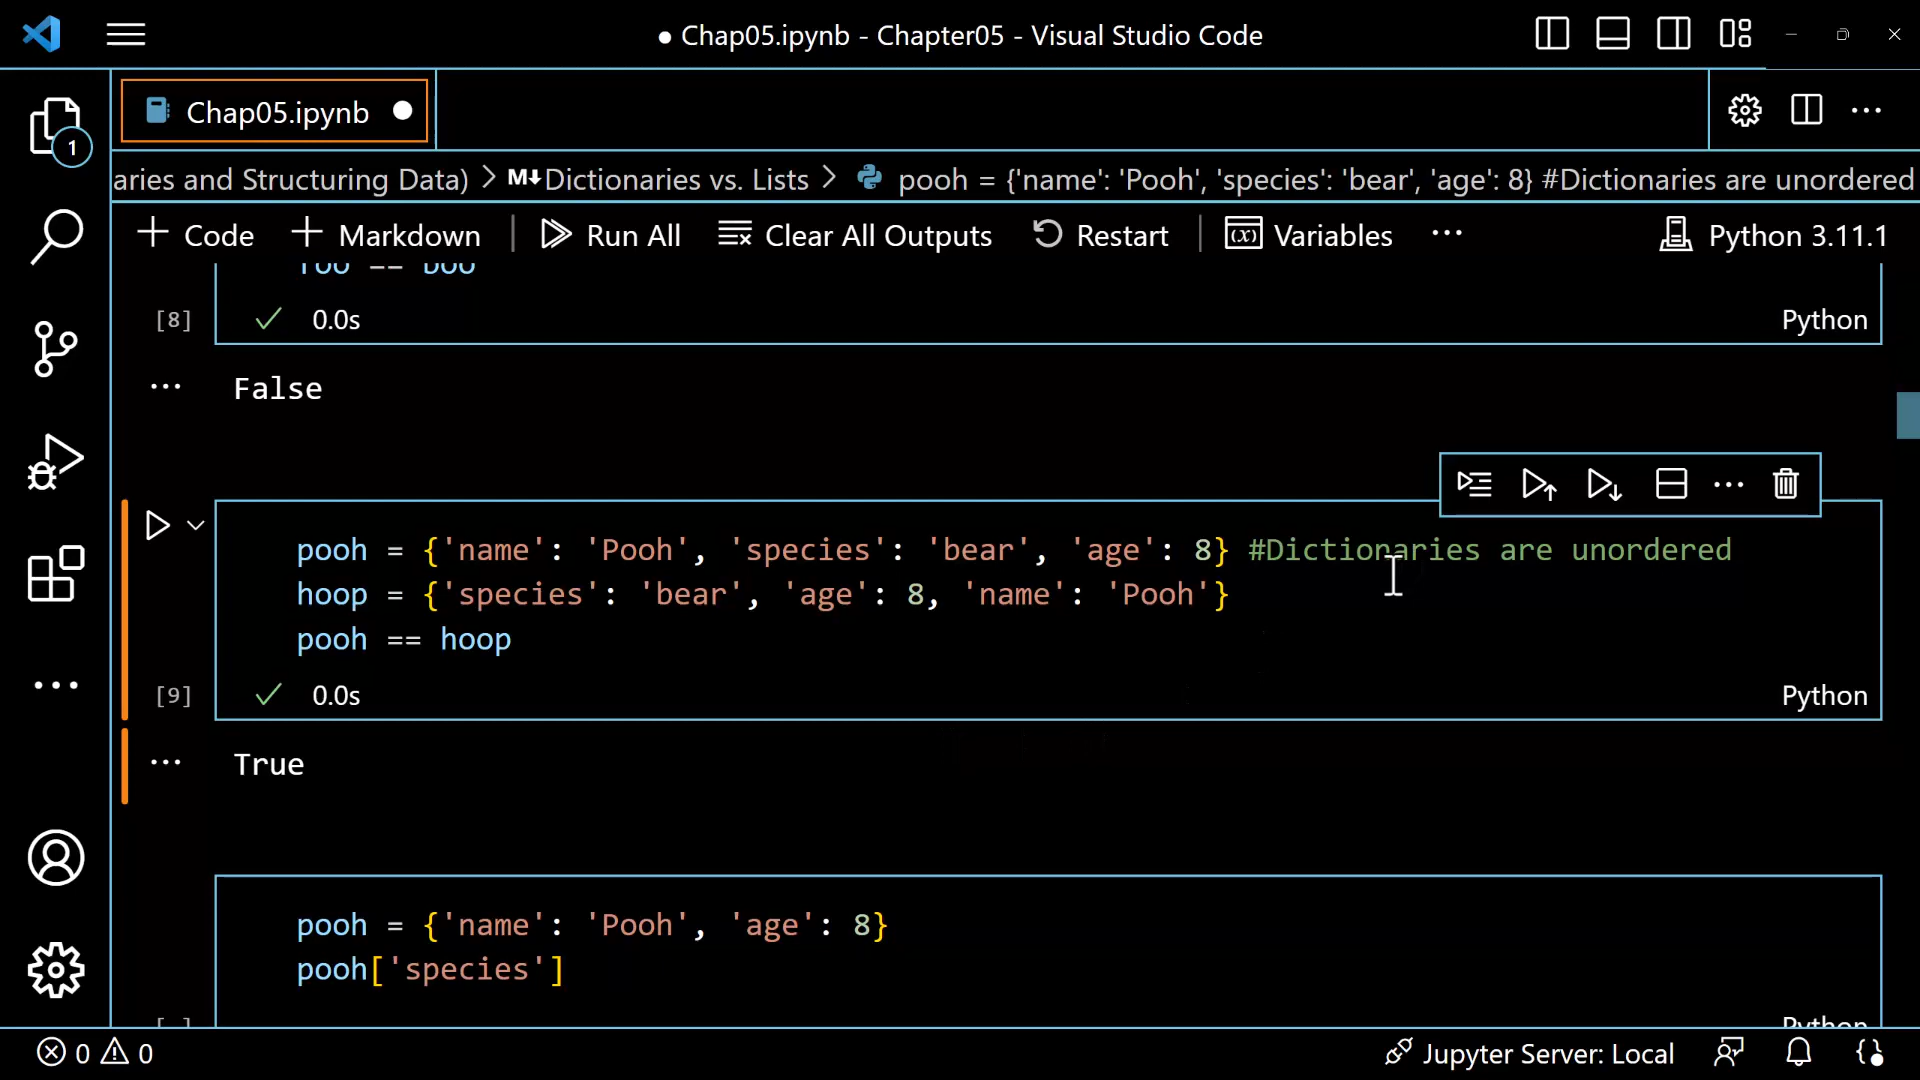 ● Chap05.ipynb - Chapter05 - Visual Studio Code
Chap05.ipynb
1
aries and Structuring Data) > M↓Dictionaries vs. Lists > pooh = {'name': 'Pooh', 'species': 'bear', 'age': 8} #Dictionaries are unordered
+ Code + Markdown Run All Clear All Outputs Restart Variables ... Python 3.11.1
foo == boo
[8] 0.0s Python
False
pooh = {'name': 'Pooh', 'species': 'bear', 'age': 8} #Dictionaries are unordered
hoop = {'species': 'bear', 'age': 8, 'name': 'Pooh'}
pooh == hoop
[9] 0.0s Python
True
pooh = {'name': 'Pooh', 'age': 8}
pooh['species']
[ ] Python
0 0 Jupyter Server: Local